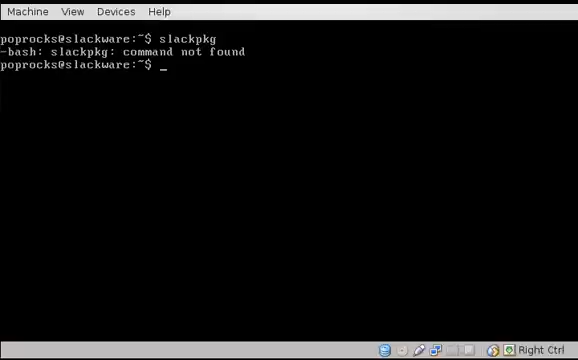 Machine View Devices Help
poprocks@slackware:~$ slackpkg
-bash: slackpkg: command not found
poprocks@slackware:~$ _
Right Ctrl